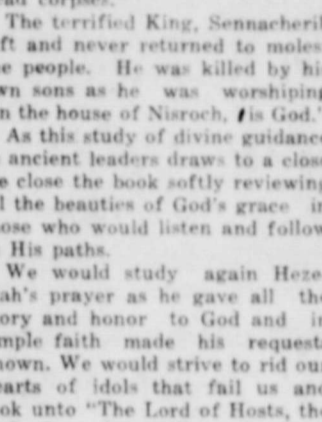 corpses.
The terrified King, Sennacherib
ft and never returned to moles
e people. He was killed by hi
wn sons as he was worshiping
n the house of Nisroch, his God."
As this study of divine guidance
ancient leaders draws to a clos
e close the book softly reviewing
l the beauties of God's grace in
ose who would listen and follow
His paths.
We would study again Heze
ah's prayer as he gave all the
ory and honor to God and in
mple faith made his request
nown. We would strive to rid our
earts of idols that fail us and
ok unto "The Lord of Hosts, th